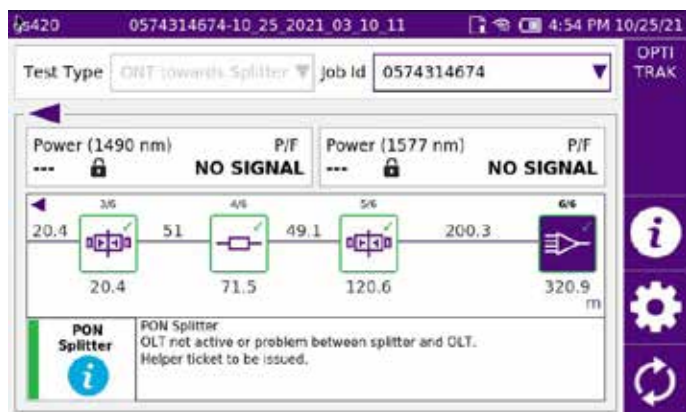 gs420 0574314674-10_25_2021_03_10_11 4:54 PM 10/25/21
OPTI
TRAK
Test Type ONT towards Splitter Job Id 0574314674
Power (1490 nm) P/F Power (1577 nm) P/F
--- NO SIGNAL --- NO SIGNAL
3/6 4/6 5/6 6/6
20.4 51 49.1 200.3
20.4 71.5 120.6 320.9
m
PON
Splitter
PON Splitter
OLT not active or problem between splitter and OLT.
Helper ticket to be issued.